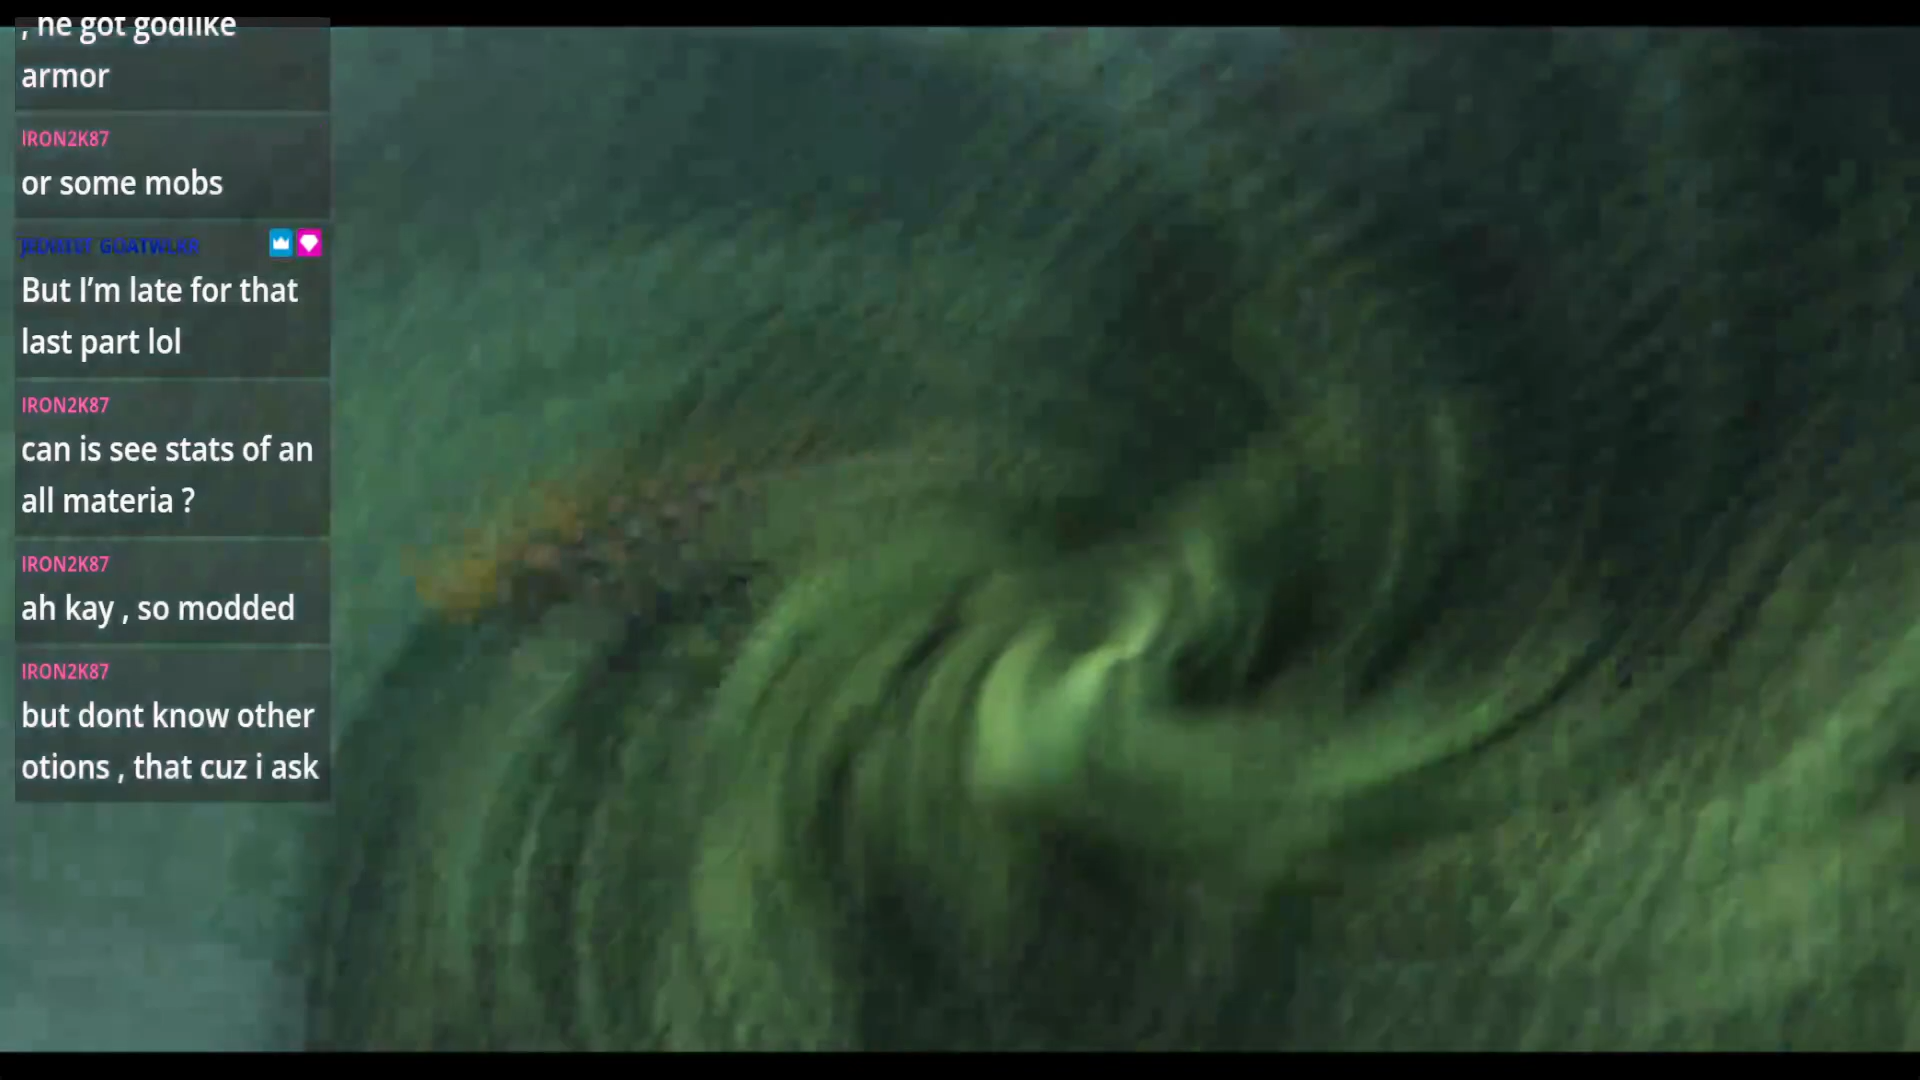 , he got godlike
armor
IRON2K87
or some mobs
But I’m late for that
last part lol
IRON2K87
can is see stats of an
all materia ?
IRON2K87
ah kay , so modded
IRON2K87
but dont know other
otions , that cuz i ask